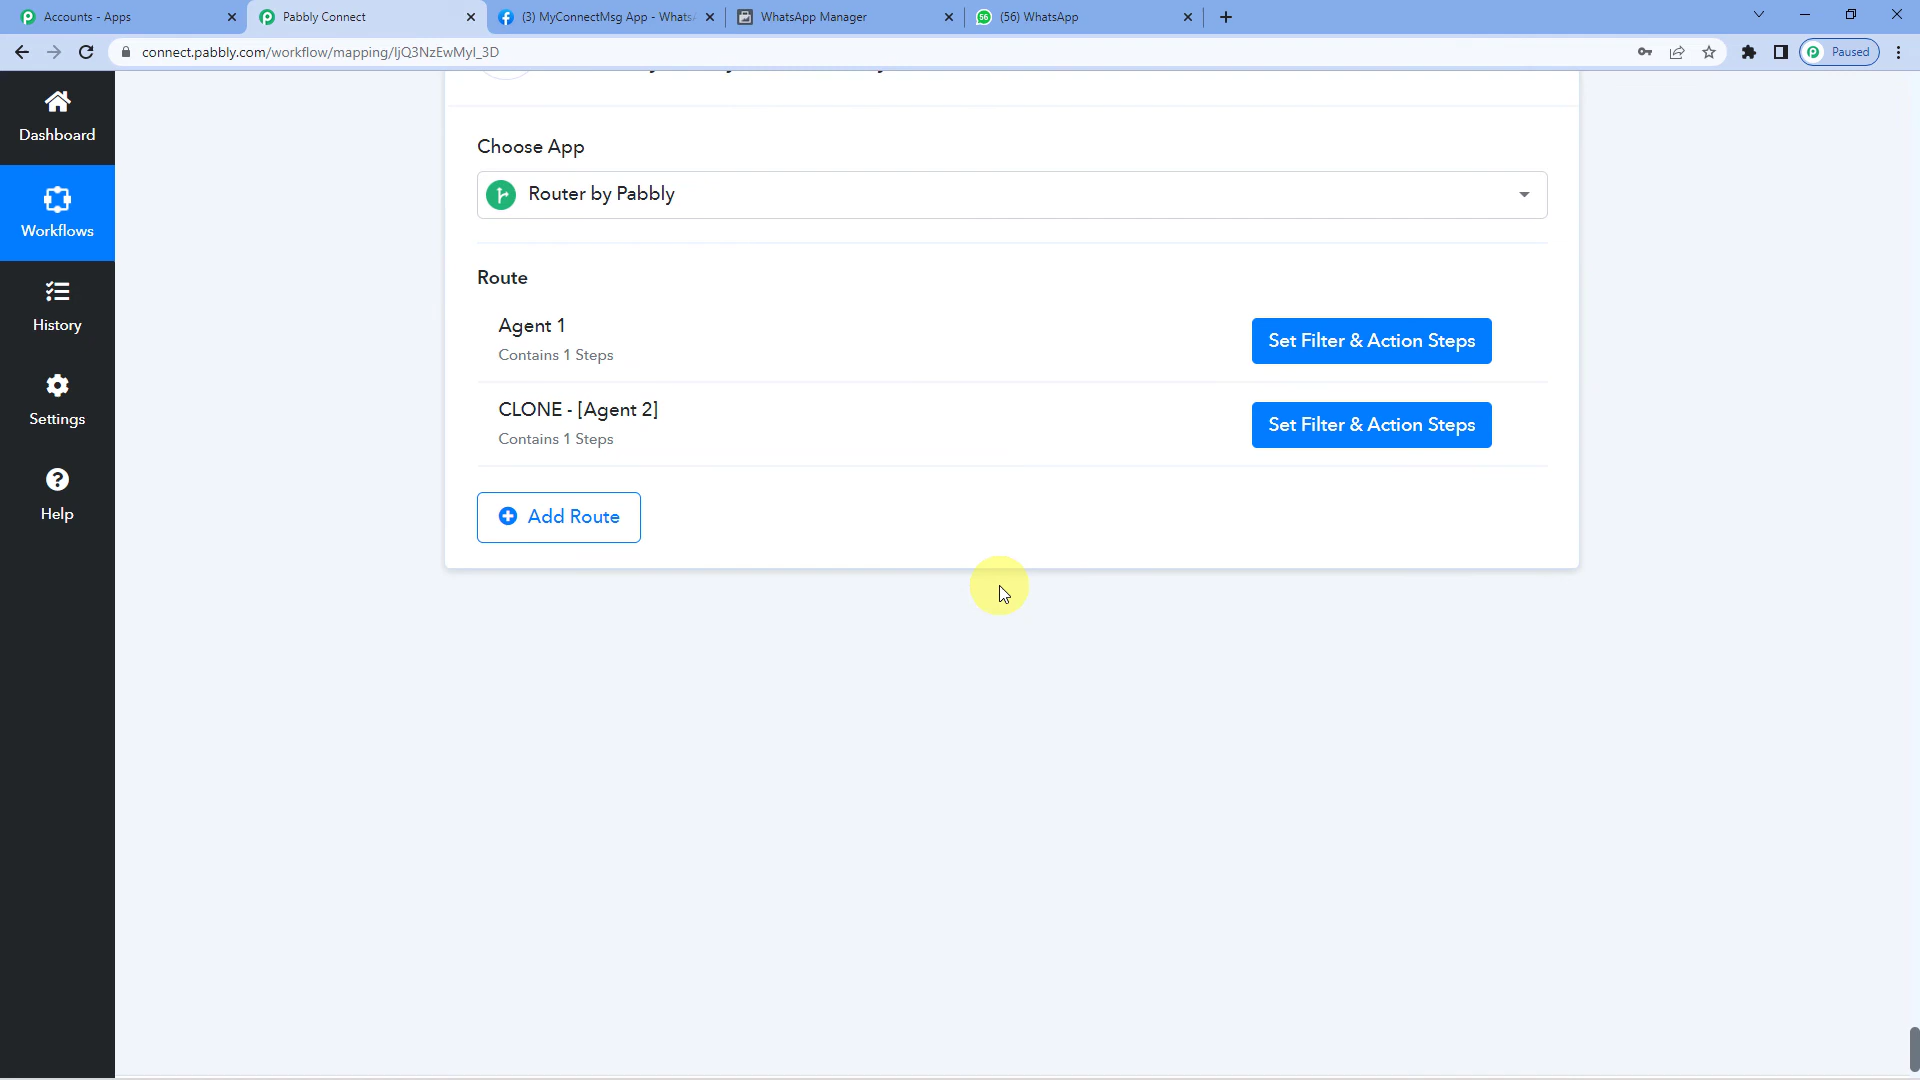 Accounts - Apps
Pabbly Connect
(3) MyConnectMsg App - Whats
WhatsApp Manager
56
(56) WhatsApp
connect.pabbly.com/workflow/mapping/IjQ3NzEwMyI_3D
Paused
Dashboard
Workflows
History
Settings
Help
Choose App
Router by Pabbly
Route
Agent 1
Contains 1 Steps
Set Filter & Action Steps
CLONE - [Agent 2]
Contains 1 Steps
Set Filter & Action Steps
Add Route